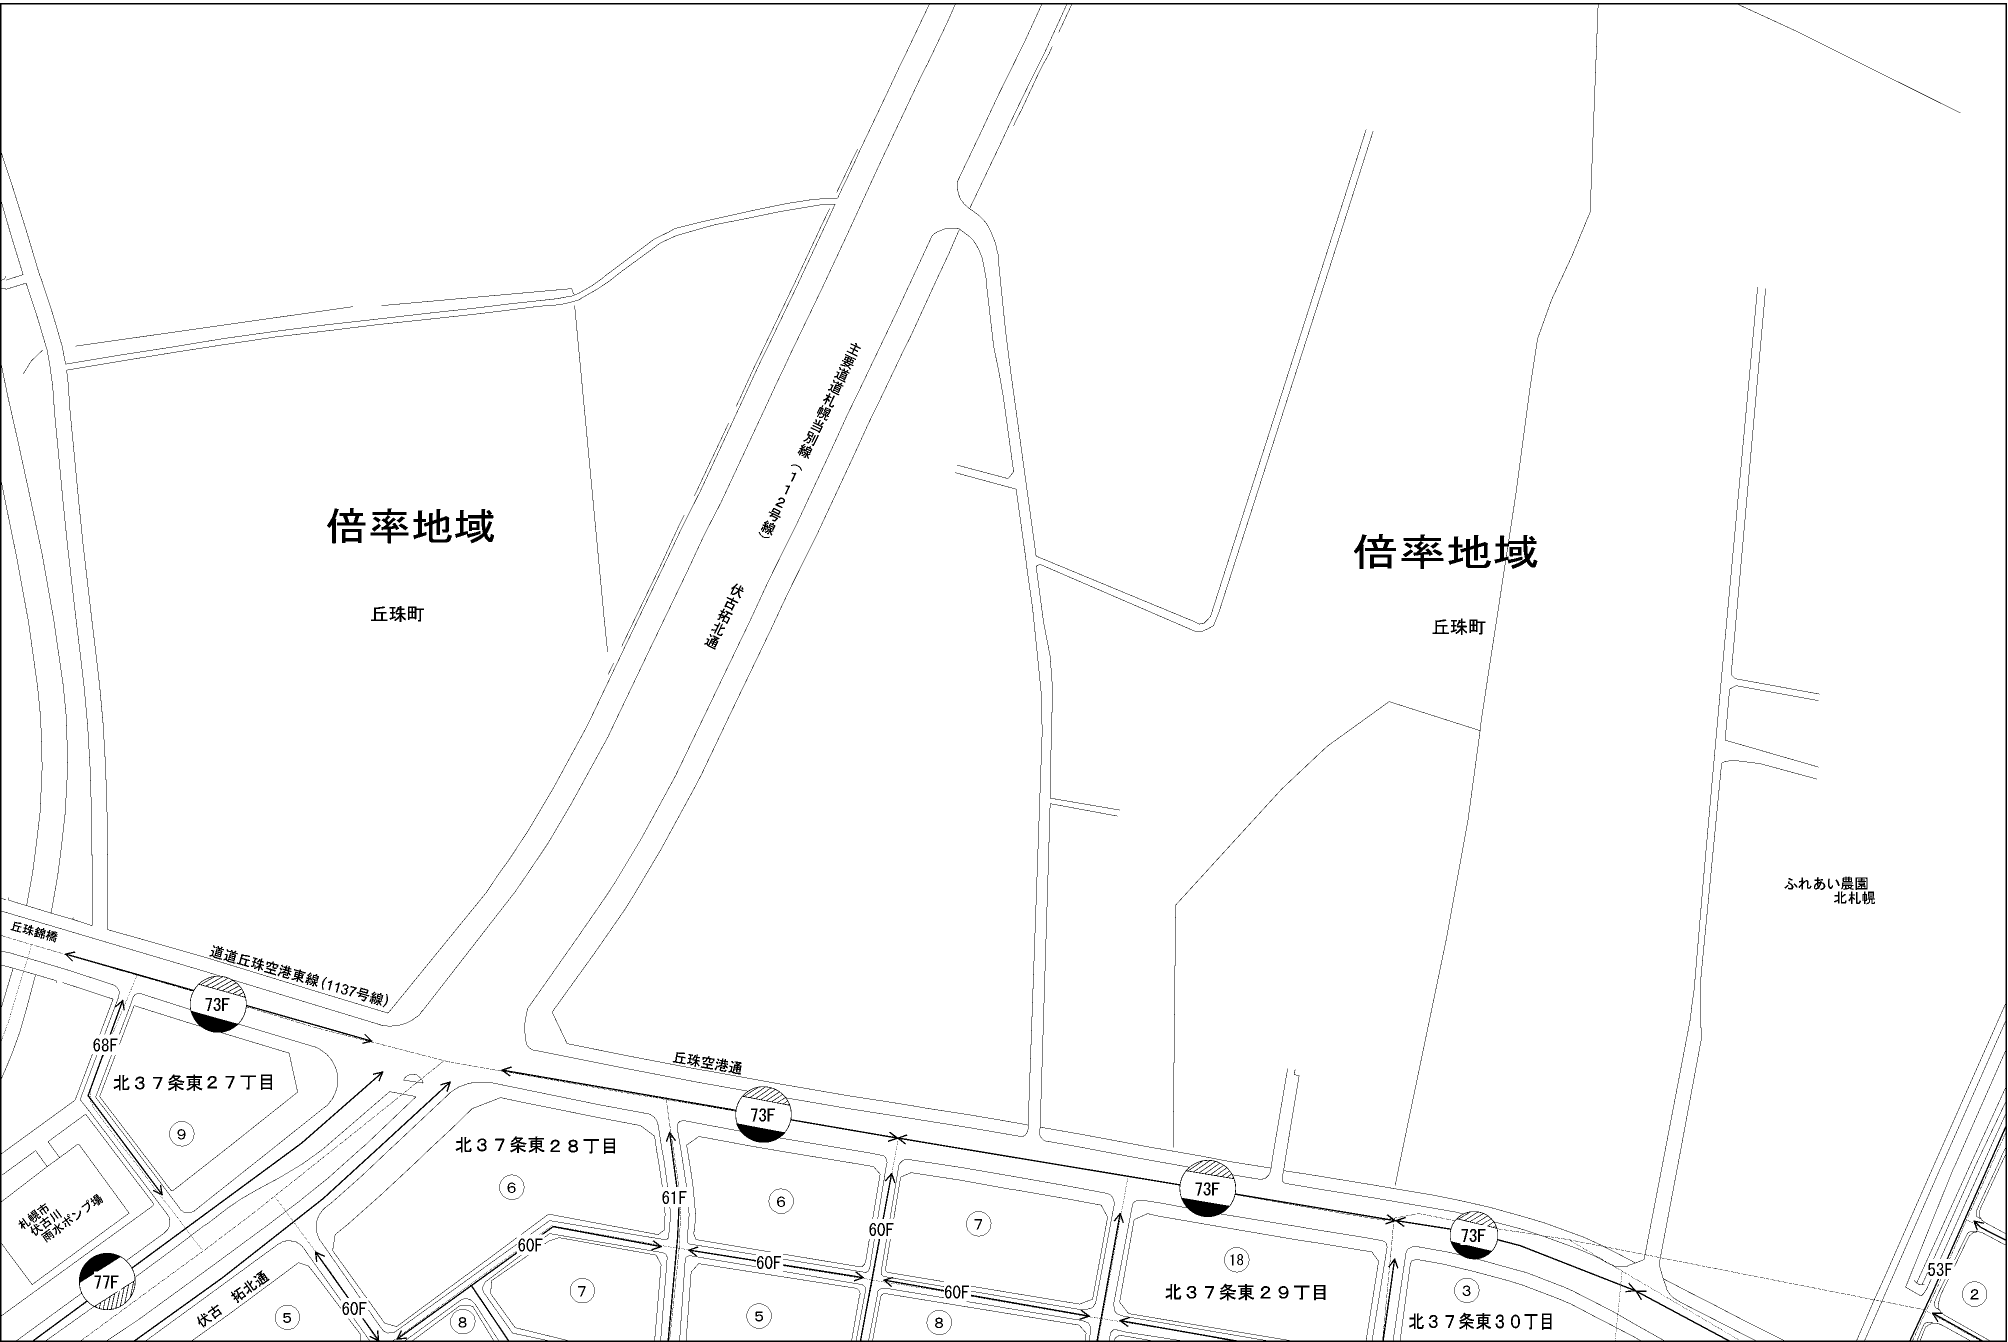 主要道道札幌当別線(112号線)
伏古拓北通
倍率地域
丘珠町
倍率地域
丘珠町
ふれあい農園
北札幌
丘珠錦橋
道道丘珠空港東線(1137号線)
73F
68F
北37条東27丁目
9
丘珠空港通
73F
北37条東28丁目
6
61F
6
60F
7
73F
73F
60F
60F
60F
18
北37条東29丁目
3
北37条東30丁目
53F
2
札幌市
伏古川
雨水ポンプ場
77F
伏古 拓北通
5
60F
8
7
5
8